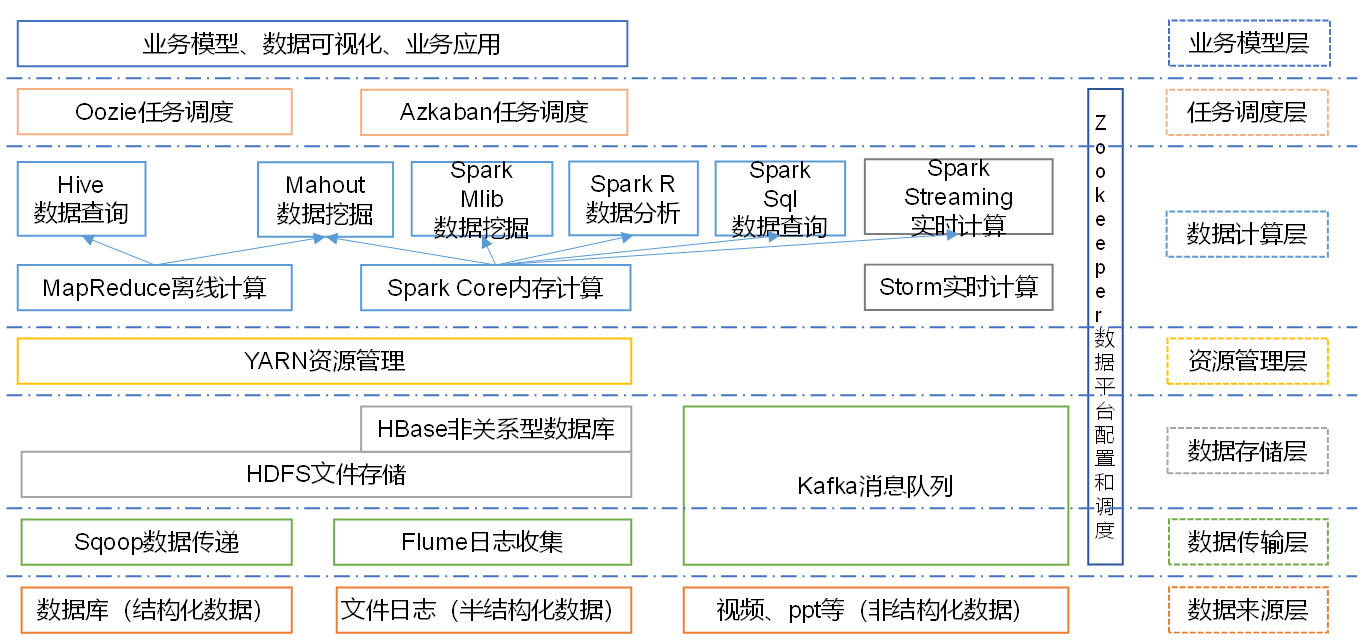 业务模型、数据可视化、业务应用
业务模型层
Oozie任务调度
Azkaban任务调度
任务调度层
Hive
数据查询
Mahout
数据挖掘
Spark
Mlib
数据挖掘
Spark R
数据分析
Spark
Sql
数据查询
Spark
Streaming
实时计算
MapReduce离线计算
Spark Core内存计算
Storm实时计算
数据计算层
Zookeeper数据平台配置和调度
YARN资源管理
资源管理层
HBase非关系型数据库
HDFS文件存储
Kafka消息队列
数据存储层
Sqoop数据传递
Flume日志收集
数据传输层
数据库（结构化数据）
文件日志（半结构化数据）
视频、ppt等（非结构化数据）
数据来源层